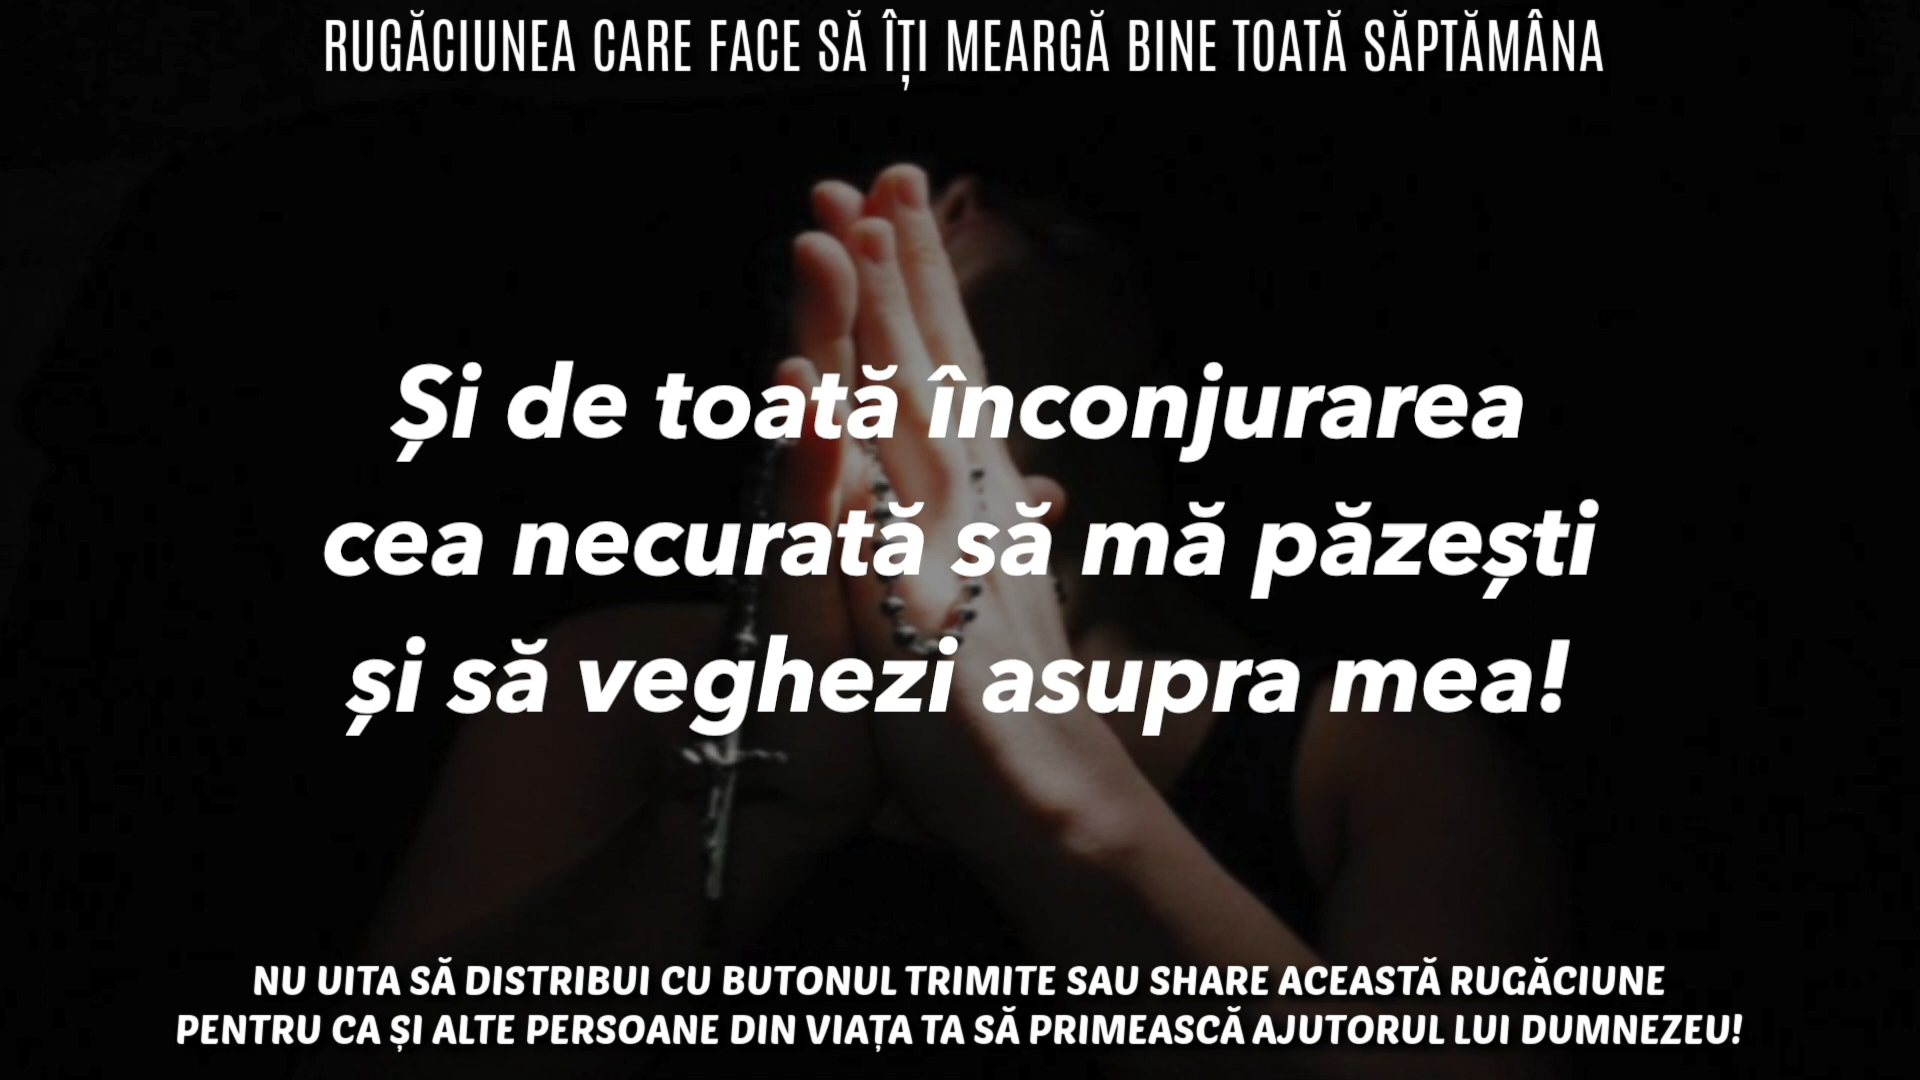 RUGĂCIUNEA CARE FACE SĂ ÎȚI MEARGĂ BINE TOATĂ SĂPTĂMÂNA
Și de toată înconjurarea
cea necurată să mă păzești
și să veghezi asupra mea!
NU UITA SĂ DISTRIBUI CU BUTONUL TRIMITE SAU SHARE ACEASTĂ RUGĂCIUNE
PENTRU CA ȘI ALTE PERSOANE DIN VIAȚA TA SĂ PRIMEASCĂ AJUTORUL LUI DUMNEZEU!